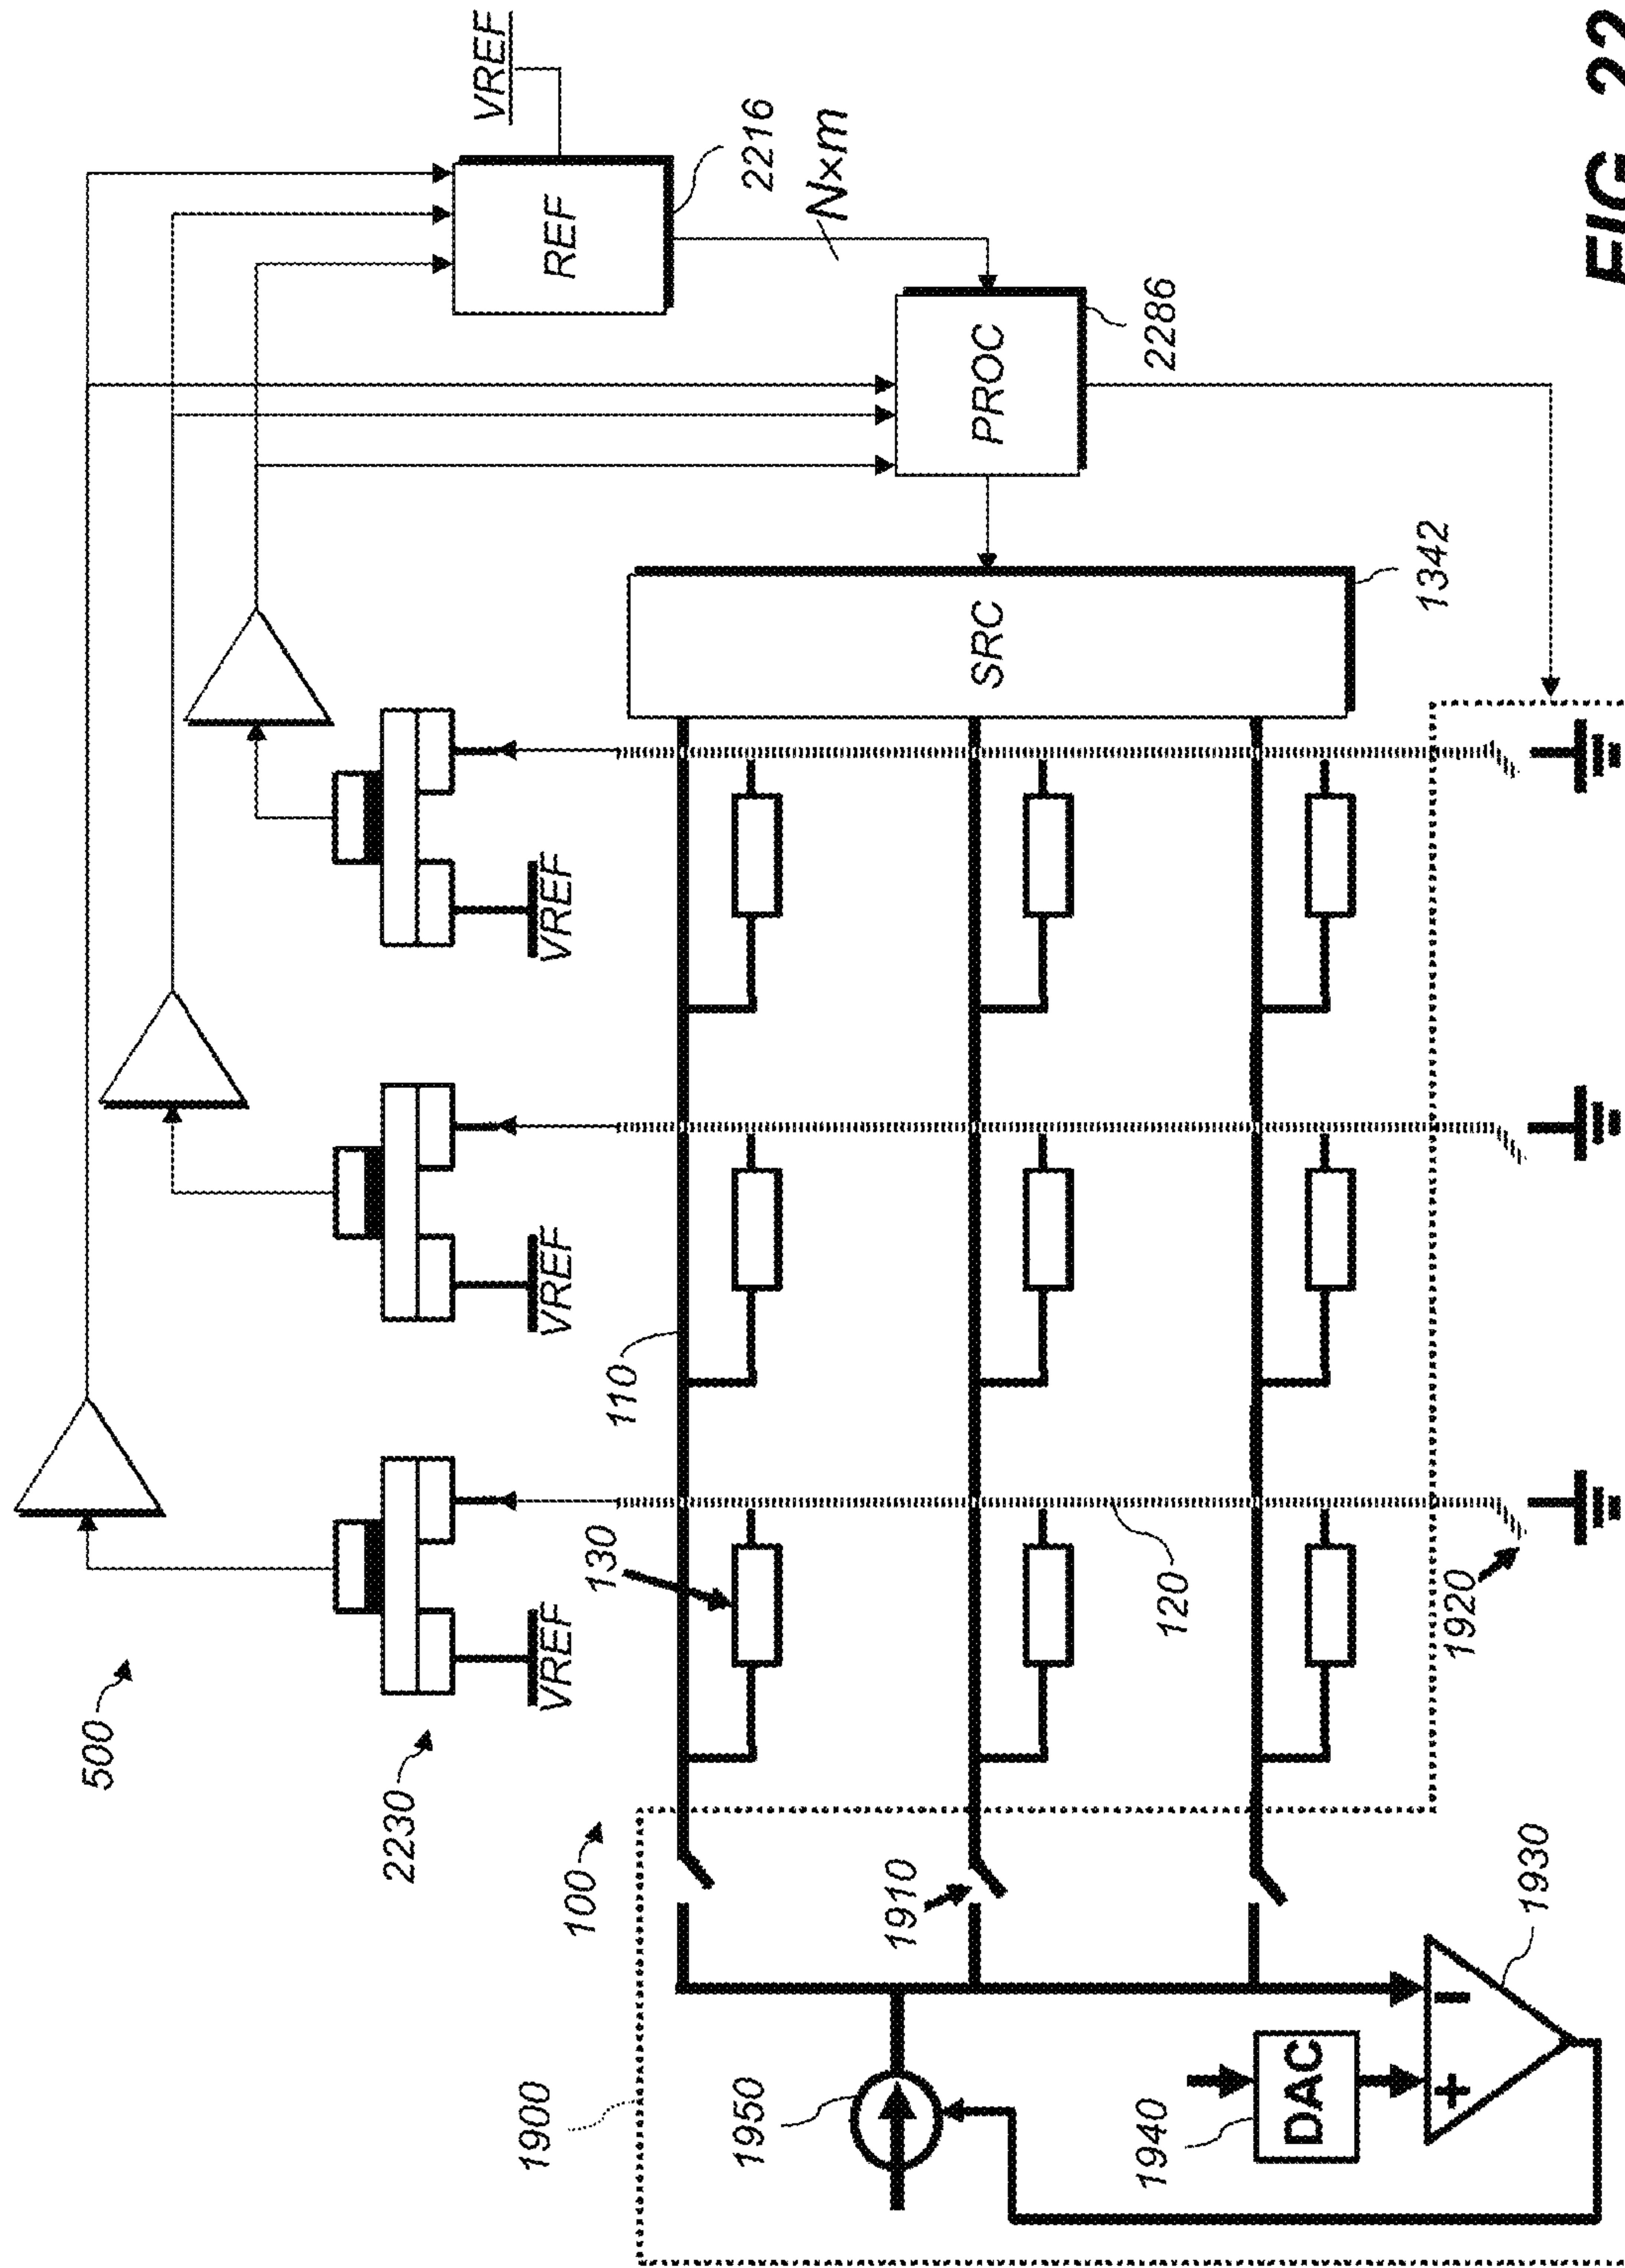 500
2230
VREF
VREF
VREF
VREF
REF
1900
100
130
110
1950
2216
N×m
1910
SRC
PROC
1940
120
2286
DAC
1342
+
−
1920
1930
FIG. 22